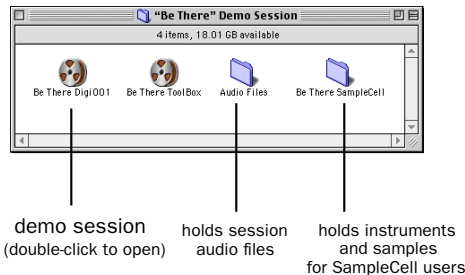 “Be There” Demo Session
4 items, 18.01 GB available
Be There Digi001
Be There ToolBox
Audio Files
Be There SampleCell
demo session
(double-click to open)
holds session
audio files
holds instruments
and samples
for SampleCell users